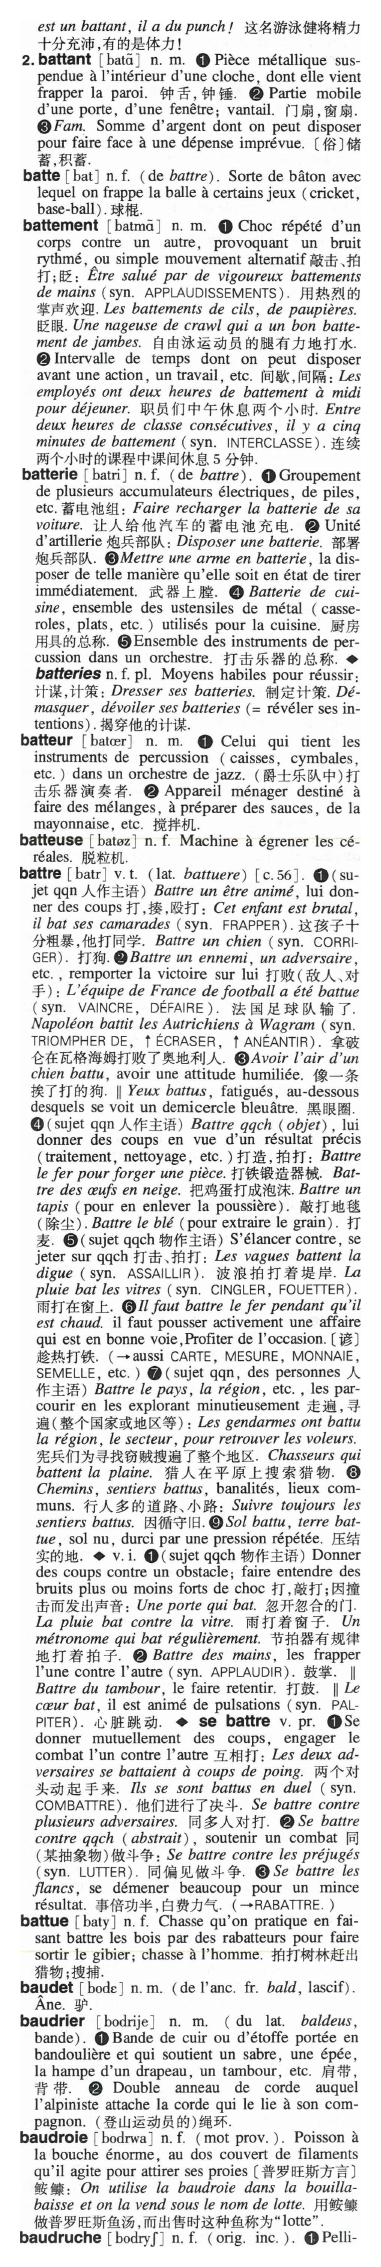 est un battant, il a du punch! 这名游泳健将精力
十分充沛,有的是体力!
2. battant [batɑ̃] n. m. ❶ Pièce métallique sus-
pendue à l'intérieur d'une cloche, dont elle vient
frapper la paroi. 钟舌,钟锤. ❷ Partie mobile
d'une porte, d'une fenêtre; vantail. 门扇,窗扇.
❸ Fam. Somme d'argent dont on peut disposer
pour faire face à une dépense imprévue. 〔俗〕储
蓄,积蓄.
batte [bat] n. f. (de battre). Sorte de bâton avec
lequel on frappe la balle à certains jeux (cricket,
base-ball). 球棍.
battement [batmɑ̃] n. m. ❶ Choc répété d'un
corps contre un autre, provoquant un bruit
rythmé, ou simple mouvement alternatif 敲击、拍
打;眨: Être salué par de vigoureux battements
de mains (syn. APPLAUDISSEMENTS). 用热烈的
掌声欢迎. Les battements de cils, de paupières.
眨眼. Une nageuse de crawl qui a un bon batte-
ment de jambes. 自由泳运动员的腿有力地打水.
❷ Intervalle de temps dont on peut disposer
avant une action, un travail, etc. 间歇,间隔: Les
employés ont deux heures de battement à midi
pour déjeuner. 职员们中午休息两个小时. Entre
deux heures de classe consécutives, il y a cinq
minutes de battement (syn. INTERCLASSE). 连续
两个小时的课程中课间休息 5 分钟.
batterie [batri] n. f. (de battre). ❶ Groupement
de plusieurs accumulateurs électriques, de piles,
etc. 蓄电池组: Faire recharger la batterie de sa
voiture. 让人给他汽车的蓄电池充电. ❷ Unité
d'artillerie 炮兵部队: Disposer une batterie. 部署
炮兵部队. ❸ Mettre une arme en batterie, la dis-
poser de telle manière qu'elle soit en état de tirer
immédiatement. 武器上膛. ❹ Batterie de cui-
sine, ensemble des ustensiles de métal (casse-
roles, plats, etc.) utilisés pour la cuisine. 厨房
用具的总称. ❺ Ensemble des instruments de per-
cussion dans un orchestre. 打击乐器的总称. ◆
batteries n. f. pl. Moyens habiles pour réussir:
计谋,计策: Dresser ses batteries. 制定计策. Dé-
masquer, dévoiler ses batteries (= révéler ses in-
tentions). 揭穿他的计谋.
batteur [batœr] n. m. ❶ Celui qui tient les
instruments de percussion (caisses, cymbales,
etc.) dans un orchestre de jazz. (爵士乐队中)打
击乐器演奏者. ❷ Appareil ménager destiné à
faire des mélanges, à préparer des sauces, de la
mayonnaise, etc. 搅拌机.
batteuse [batøz] n. f. Machine à égrener les cé-
réales. 脱粒机.
battre [batr] v. t. (lat. battuere) [c. 56]. ❶ (su-
jet qqn 人作主语) Battre un être animé, lui don-
ner des coups 打,揍,殴打: Cet enfant est brutal,
il bat ses camarades (syn. FRAPPER). 这孩子十
分粗暴,他打同学. Battre un chien (syn. CORRI-
GER). 打狗. ❷ Battre un ennemi, un adversaire,
etc., remporter la victoire sur lui 打败(敌人、对
手): L'équipe de France de football a été battue
(syn. VAINCRE, DÉFAIRE). 法国足球队输了.
Napoléon battit les Autrichiens à Wagram (syn.
TRIOMPHER DE, ↑ ÉCRASER, ↑ ANÉANTIR). 拿破
仑在瓦格海姆打败了奥地利人. ❸ Avoir l'air d'un
chien battu, avoir une attitude humiliée. 像一条
挨了打的狗. ‖ Yeux battus, fatigués, au-dessous
desquels se voit un demicercle bleuâtre. 黑眼圈.
❹ (sujet qqn 人作主语) Battre qqch (objet), lui
donner des coups en vue d'un résultat précis
(traitement, nettoyage, etc.) 打造,拍打: Battre
le fer pour forger une pièce. 打铁锻造器械. Bat-
tre des œufs en neige. 把鸡蛋打成泡沫. Battre un
tapis (pour en enlever la poussière). 敲打地毯
(除尘). Battre le blé (pour extraire le grain). 打
麦. ❺ (sujet qqch 物作主语) S'élancer contre, se
jeter sur qqch 打击、拍打: Les vagues battent la
digue (syn. ASSAILLIR). 波浪拍打着堤岸. La
pluie bat les vitres (syn. CINGLER, FOUETTER).
雨打在窗上. ❻ Il faut battre le fer pendant qu'il
est chaud. il faut pousser activement une affaire
qui est en bonne voie, Profiter de l'occasion. 〔谚〕
趁热打铁. (→ aussi CARTE, MESURE, MONNAIE,
SEMELLE, etc.) ❼ (sujet qqn, des personnes 人
作主语) Battre le pays, la région, etc., les par-
courir en les explorant minutieusement 走遍,寻
遍(整个国家或地区等): Les gendarmes ont battu
la région, le secteur, pour retrouver les voleurs.
宪兵们为寻找窃贼搜遍了整个地区. Chasseurs qui
battent la plaine. 猎人在平原上搜索猎物. ❽
Chemins, sentiers battus, banalités, lieux com-
muns. 行人多的道路、小路: Suivre toujours les
sentiers battus. 因循守旧. ❾ Sol battu, terre bat-
tue, sol nu, durci par une pression répétée. 压结
实的地. ◆ v. i. ❶ (sujet qqch 物作主语) Donner
des coups contre un obstacle; faire entendre des
bruits plus ou moins forts de choc 打,敲打;因撞
击而发出声音: Une porte qui bat. 忽开忽合的门.
La pluie bat contre la vitre. 雨打着窗子. Un
métronome qui bat régulièrement. 节拍器有规律
地打着拍子. ❷ Battre des mains, les frapper
l'une contre l'autre (syn. APPLAUDIR). 鼓掌. ‖
Battre du tambour, le faire retentir. 打鼓. ‖ Le
cœur bat, il est animé de pulsations (syn. PAL-
PITER). 心脏跳动. ◆ se battre v. pr. ❶ Se
donner mutuellement des coups, engager le
combat l'un contre l'autre 互相打: Les deux ad-
versaires se battaient à coups de poing. 两个对
头动起手来. Ils se sont battus en duel (syn.
COMBATTRE). 他们进行了决斗. Se battre contre
plusieurs adversaires. 同多人对打. ❷ Se battre
contre qqch (abstrait), soutenir un combat 同
(某抽象物)做斗争: Se battre contre les préjugés
(syn. LUTTER). 同偏见做斗争. ❸ Se battre les
flancs, se démener beaucoup pour un mince
résultat. 事倍功半,白费力气. (→RABATTRE.)
battue [baty] n. f. Chasse qu'on pratique en fai-
sant battre les bois par des rabatteurs pour faire
sortir le gibier; chasse à l'homme. 拍打树林赶出
猎物;搜捕.
baudet [bodɛ] n. m. (de l'anc. fr. bald, lascif).
Âne. 驴.
baudrier [bodrije] n. m. (du lat. baldeus,
bande). ❶ Bande de cuir ou d'étoffe portée en
bandoulière et qui soutient un sabre, une épée,
la hampe d'un drapeau, un tambour, etc. 肩带,
背带. ❷ Double anneau de corde auquel
l'alpiniste attache la corde qui le lie à son com-
pagnon. (登山运动员的)绳环.
baudroie [bodrwa] n. f. (mot prov.). Poisson à
la bouche énorme, au dos couvert de filaments
qu'il agite pour attirer ses proies〔普罗旺斯方言〕
鮟鱇: On utilise la baudroie dans la bouilla-
baisse et on la vend sous le nom de lotte. 用鮟鱇
做普罗旺斯鱼汤,而出售时这种鱼称为"lotte".
baudruche [bodryʃ] n. f. (orig. inc.). ❶ Pelli-